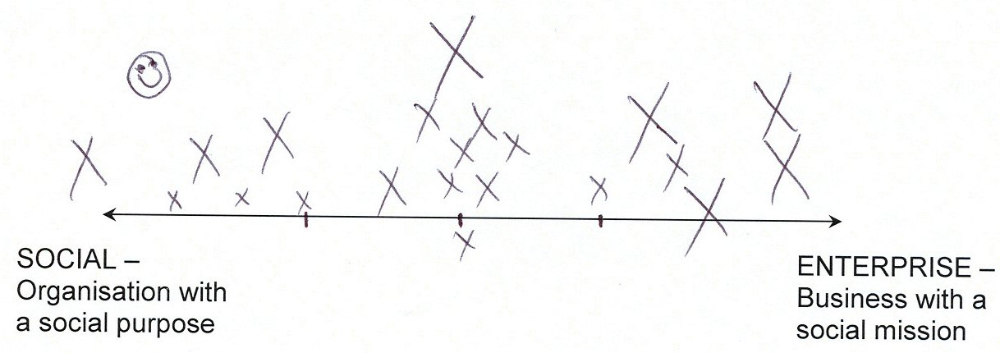 SOCIAL –
Organisation with
a social purpose
ENTERPRISE –
Business with a
social mission